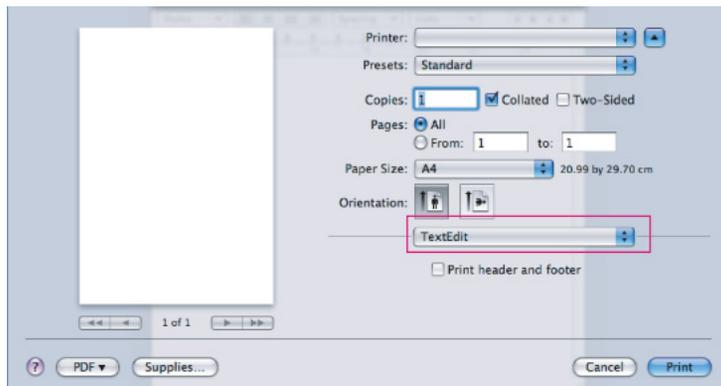 Printer:
Presets: Standard
Copies: 1 Collated Two-Sided
Pages: All
From: 1 to: 1
Paper Size: A4 20.99 by 29.70 cm
Orientation:
TextEdit
Print header and footer
1 of 1
? PDF Supplies... Cancel Print